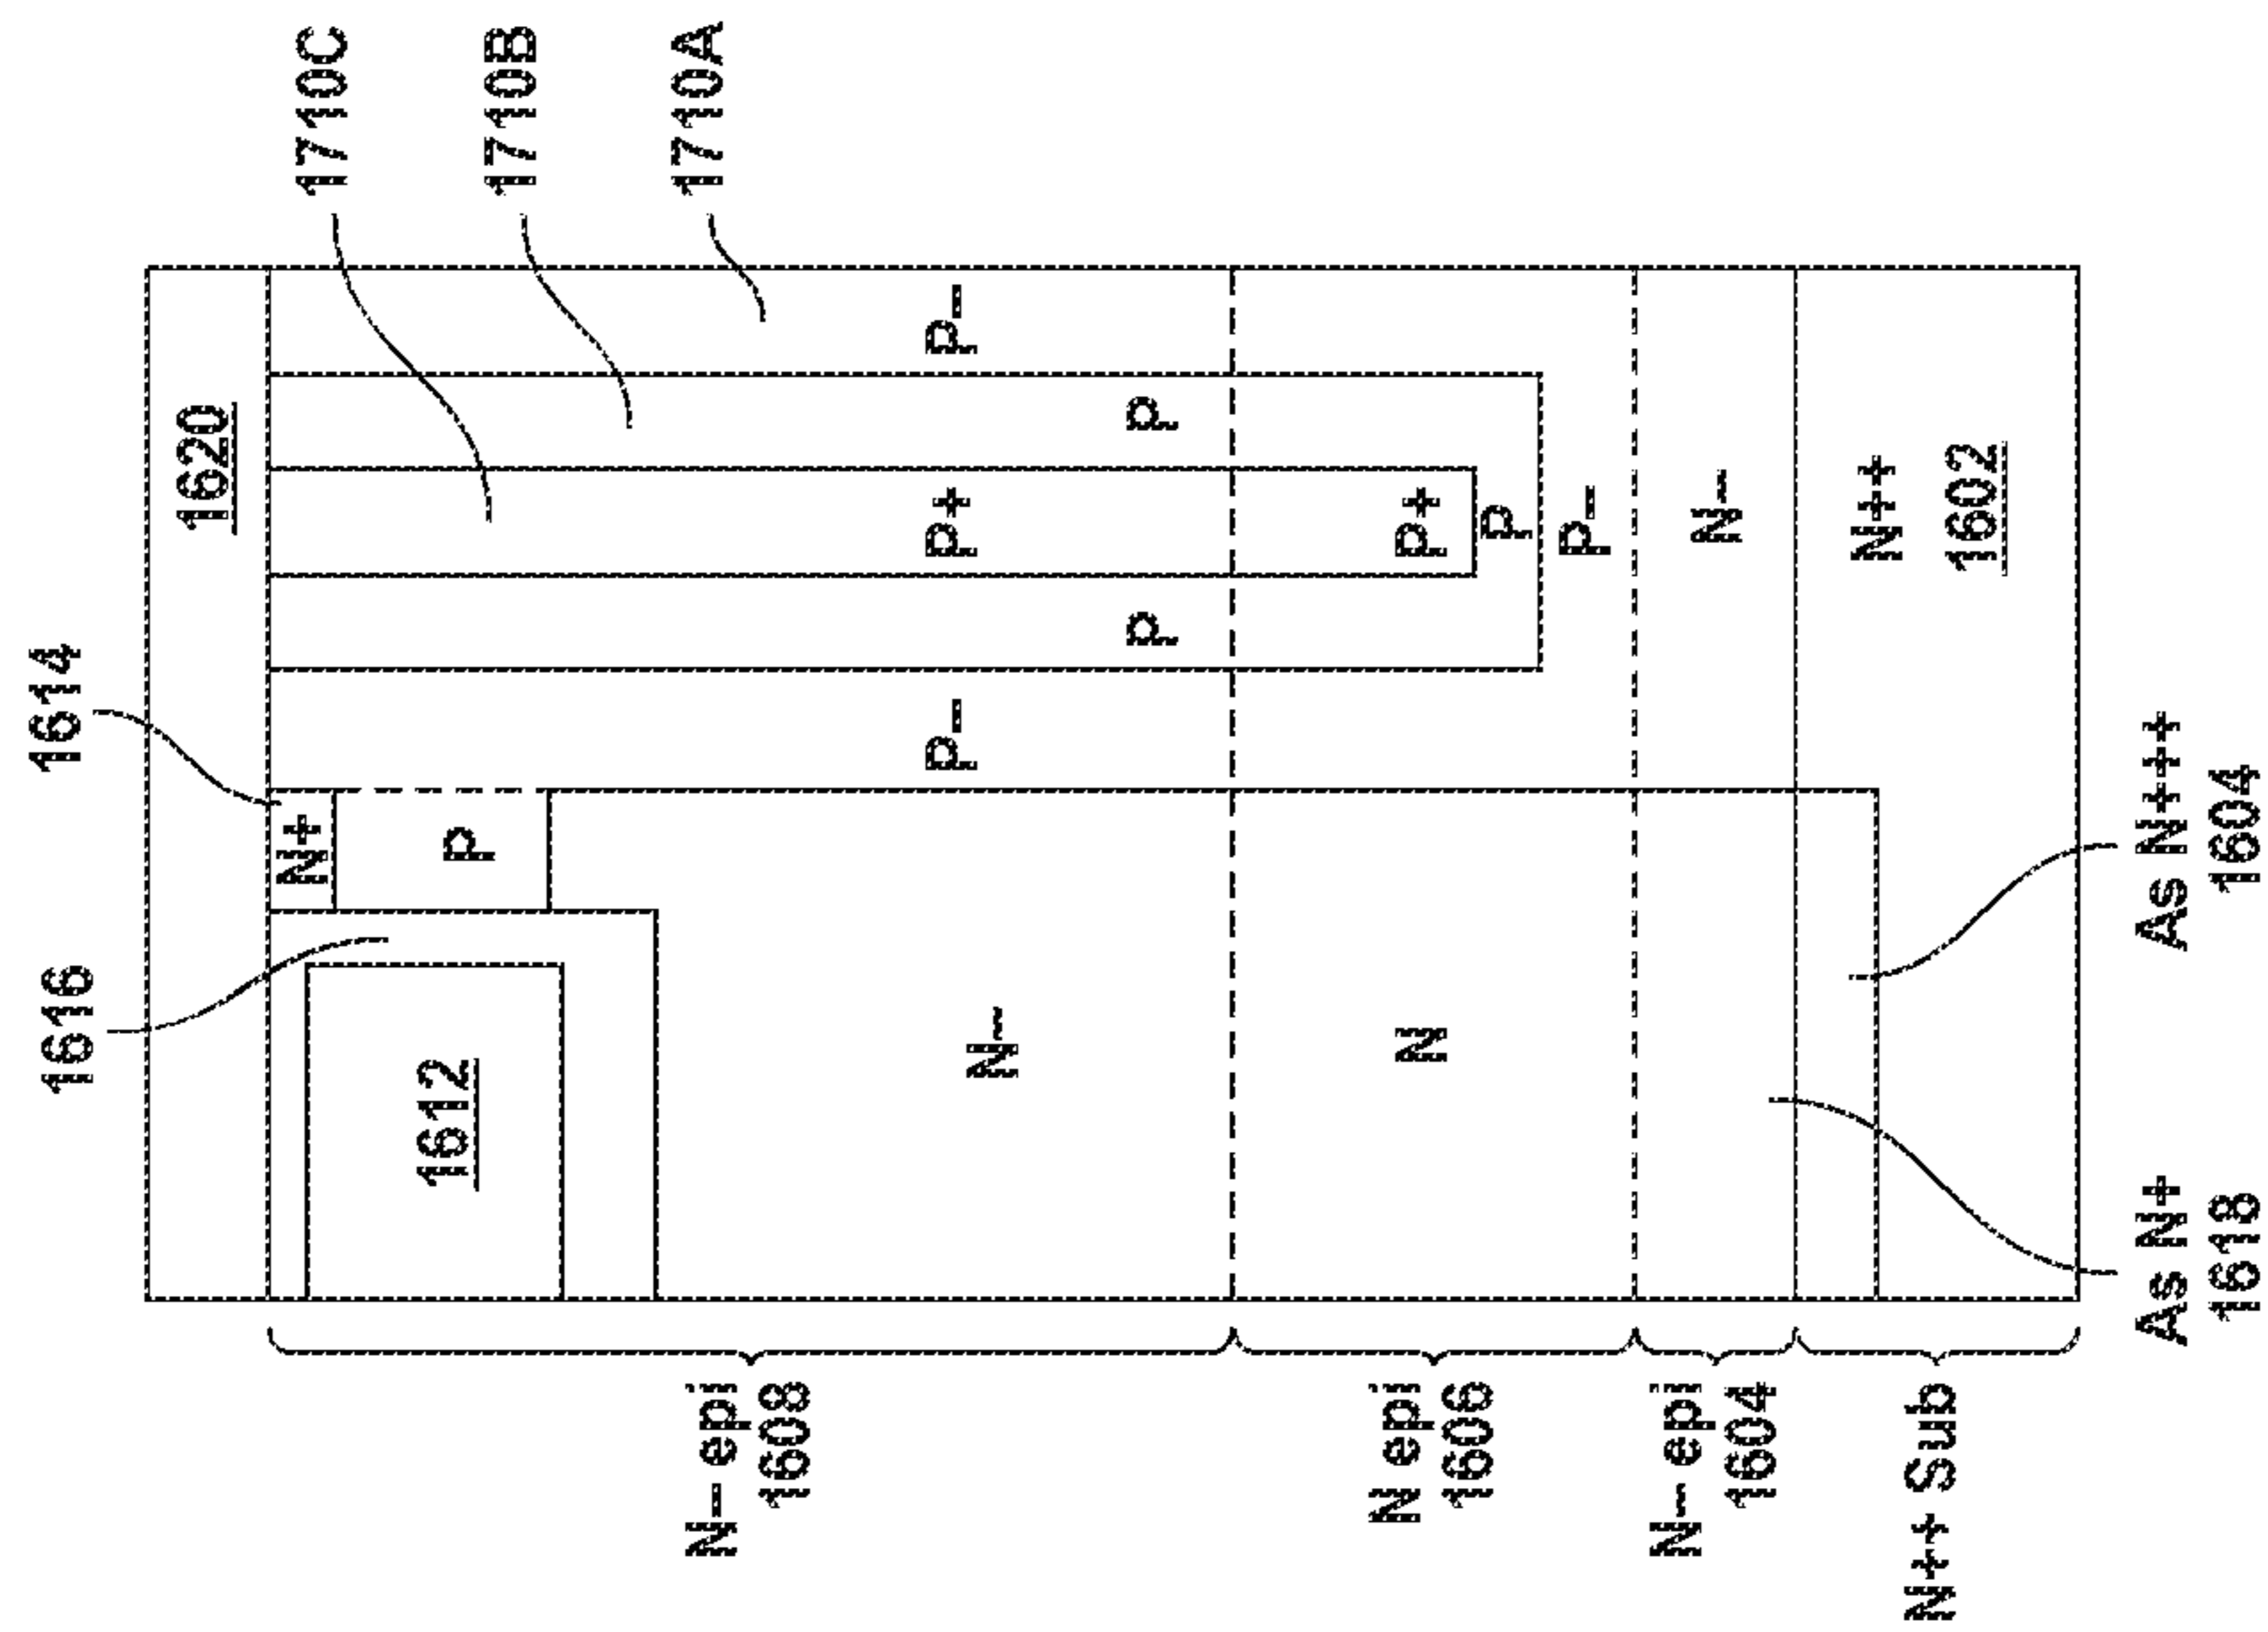 1616
1614
1620
N+
1710C
1612
P
1710B
1710A
N– epi
1608
P–
P+
P–
N–
P
P
N epi
1606
N
P+
P
P–
N– epi
1604
N–
N++
1602
N++ Sub
As N+
1618
As N+++
1604